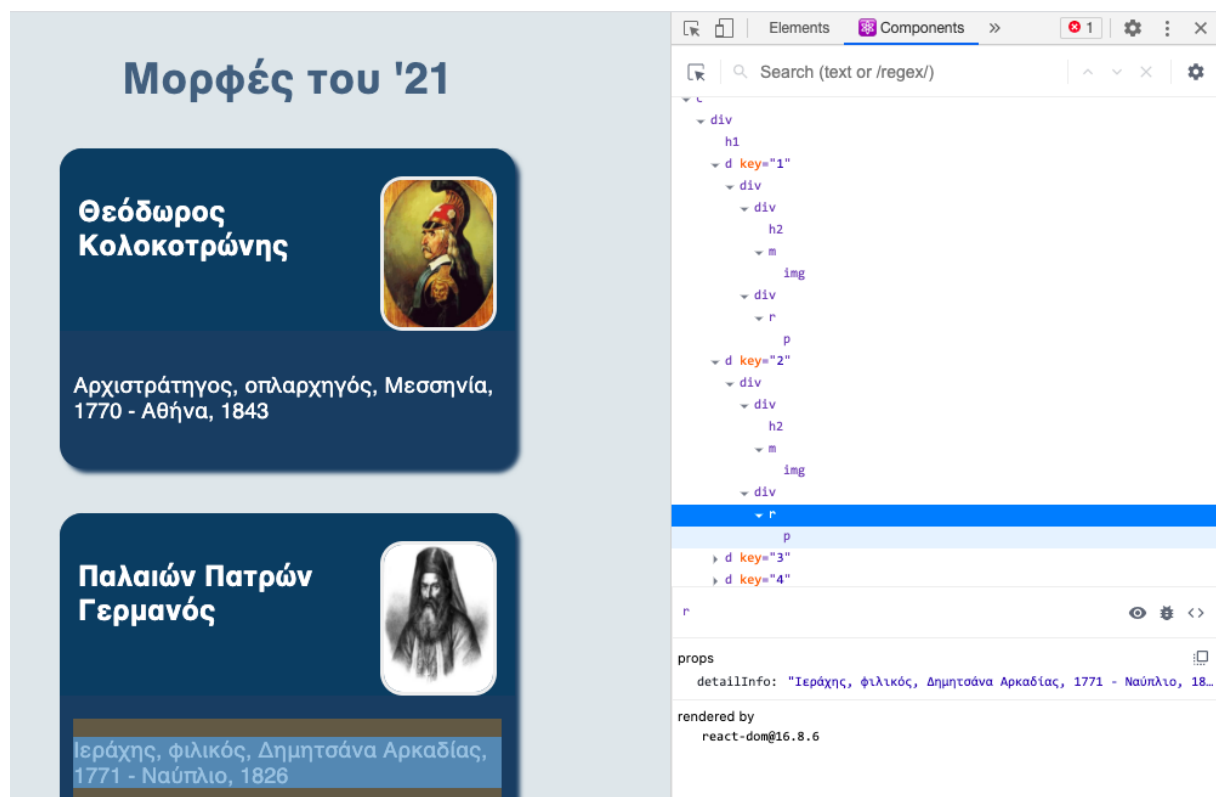 Μορφές του '21
Θεόδωρος
Κολοκοτρώνης
Αρχιστράτηγος, οπλαρχηγός, Μεσσηνία,
1770 - Αθήνα, 1843
Παλαιών Πατρών
Γερμανός
Ιεράχης, φιλικός, Δημητσάνα Αρκαδίας,
1771 - Ναύπλιο, 1826
Elements Components » 1
Search (text or /regex/)
div
h1
d key="1"
div
div
h2
m
img
div
r
p
d key="2"
div
div
h2
m
img
div
r
p
d key="3"
d key="4"
r
props
detailInfo: "Ιεράχης, φιλικός, Δημητσάνα Αρκαδίας, 1771 - Ναύπλιο, 18…
rendered by
react-dom@16.8.6